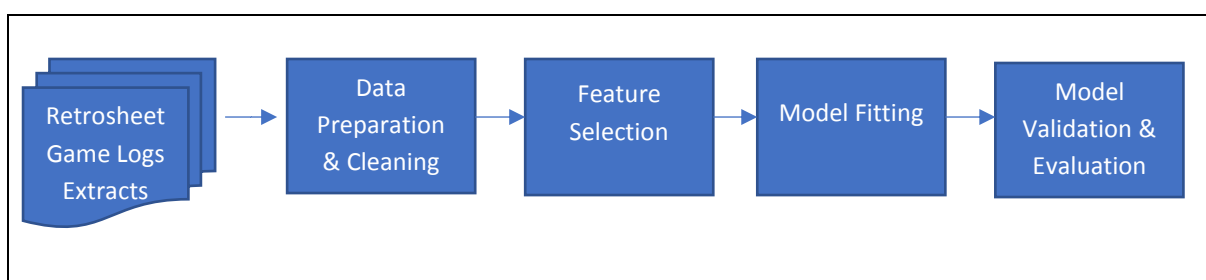 Retrosheet
Game Logs
Extracts
Data
Preparation
& Cleaning
Feature
Selection
Model Fitting
Model
Validation &
Evaluation